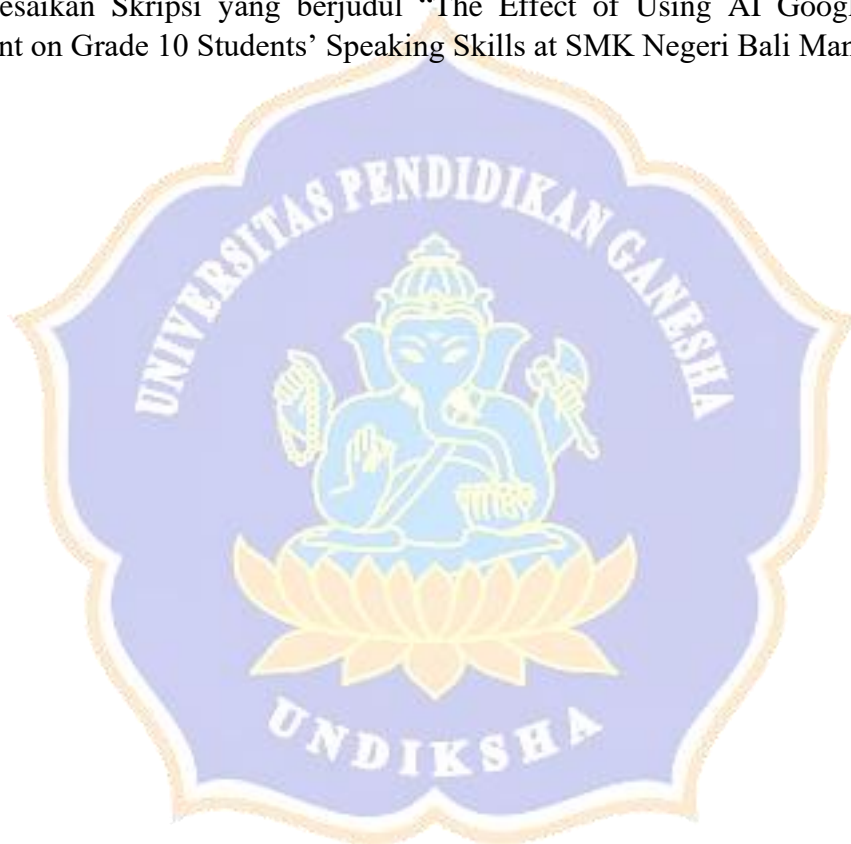 esaikan Skripsi yang berjudul “The Effect of Using AI Googl
nt on Grade 10 Students’ Speaking Skills at SMK Negeri Bali Man
UNIVERSITAS PENDIDIKAN GANESHA
UNDIKSHA